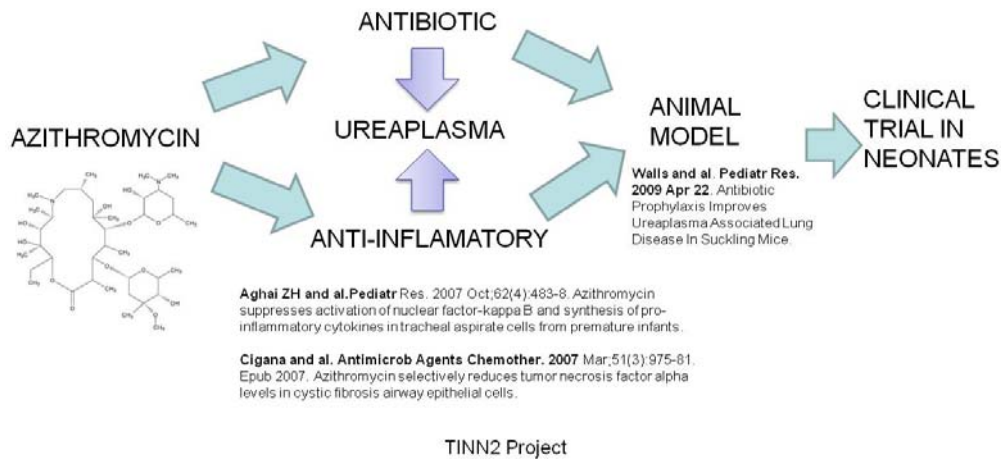 ANTIBIOTIC
AZITHROMYCIN
UREAPLASMA
ANIMAL
MODEL
CLINICAL
TRIAL IN
NEONATES
Walls and al. Pediatr Res.
2009 Apr 22. Antibiotic
Prophylaxis Improves
Ureaplasma Associated Lung
Disease In Suckling Mice.
ANTI-INFLAMATORY
Aghai ZH and al.Pediatr Res. 2007 Oct;62(4):483-8. Azithromycin
suppresses activation of nuclear factor-kappa B and synthesis of pro-
inflammatory cytokines in tracheal aspirate cells from premature infants.
Cigana and al. Antimicrob Agents Chemother. 2007 Mar;51(3):975-81.
Epub 2007. Azithromycin selectively reduces tumor necrosis factor alpha
levels in cystic fibrosis airway epithelial cells.
TINN2 Project